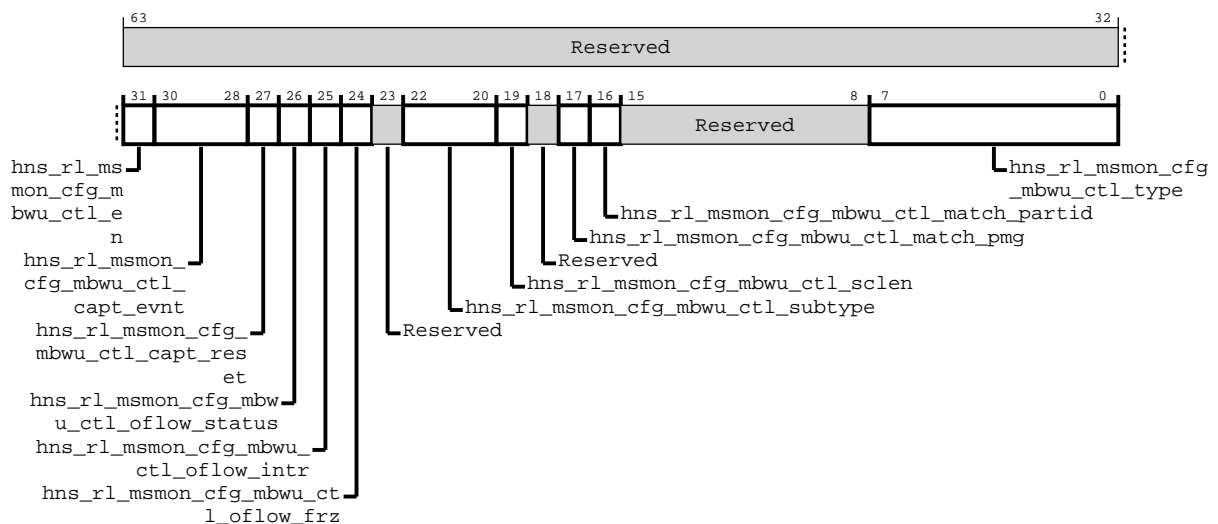 63 32
Reserved
31 30 28 27 26 25 24 23 22 20 19 18 17 16 15 8 7 0
Reserved
hns_rl_ms
mon_cfg_m
bwu_ctl_e
n
hns_rl_msmon_cfg
_mbwu_ctl_type
hns_rl_msmon_cfg_mbwu_ctl_match_partid
hns_rl_msmon_cfg_mbwu_ctl_match_pmg
hns_rl_msmon_
cfg_mbwu_ctl_
capt_evnt
Reserved
hns_rl_msmon_cfg_mbwu_ctl_sclen
hns_rl_msmon_cfg_mbwu_ctl_subtype
hns_rl_msmon_cfg_
mbwu_ctl_capt_res
et
Reserved
hns_rl_msmon_cfg_mbw
u_ctl_oflow_status
hns_rl_msmon_cfg_mbwu_
ctl_oflow_intr
hns_rl_msmon_cfg_mbwu_ct
l_oflow_frz